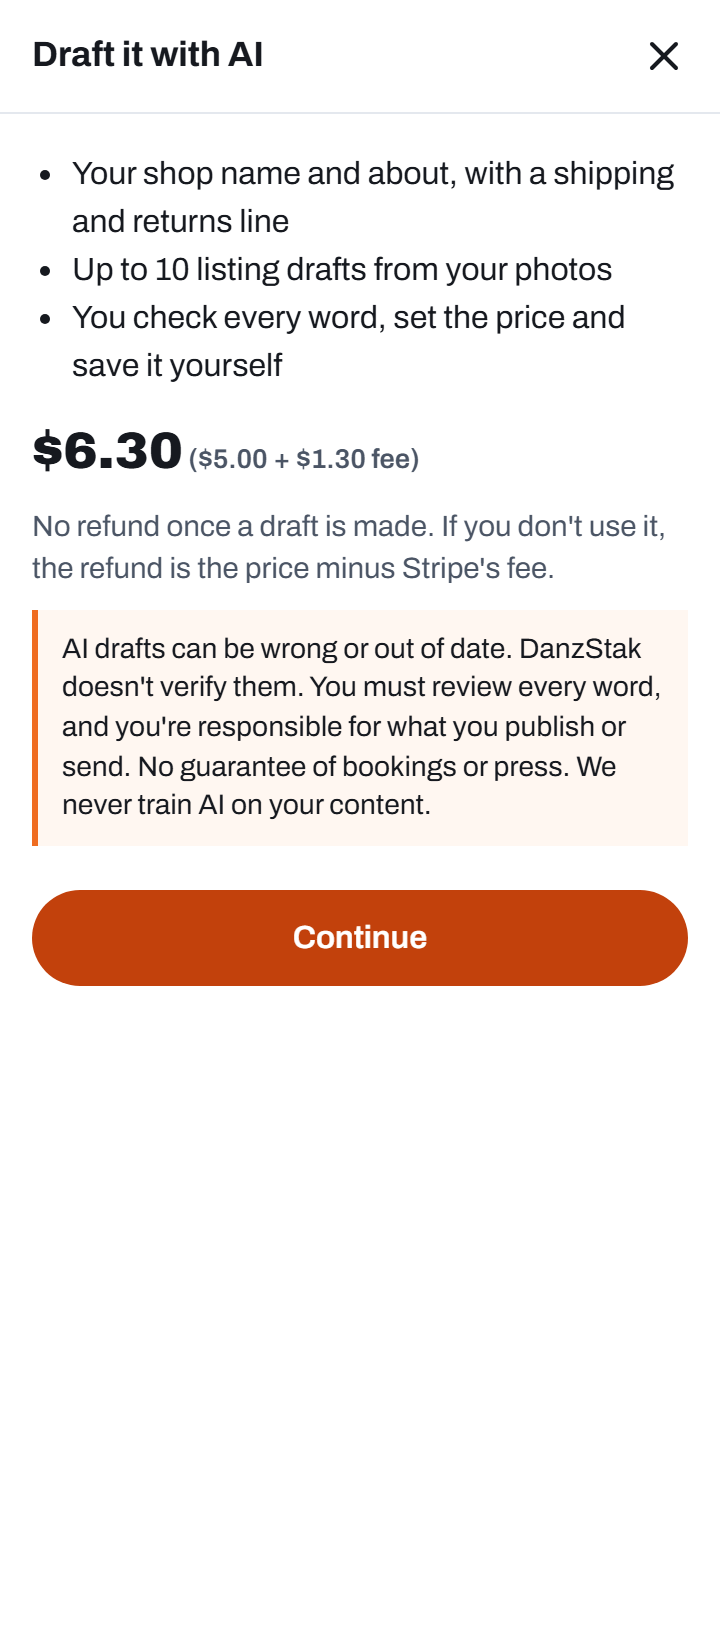 Draft it with AI
Your shop name and about, with a shipping
and returns line
Up to 10 listing drafts from your photos
You check every word, set the price and
save it yourself
$6.30 ($5.00 + $1.30 fee)
No refund once a draft is made. If you don't use it,
the refund is the price minus Stripe's fee.
AI drafts can be wrong or out of date. DanzStak
doesn't verify them. You must review every word,
and you're responsible for what you publish or
send. No guarantee of bookings or press. We
never train AI on your content.
Continue